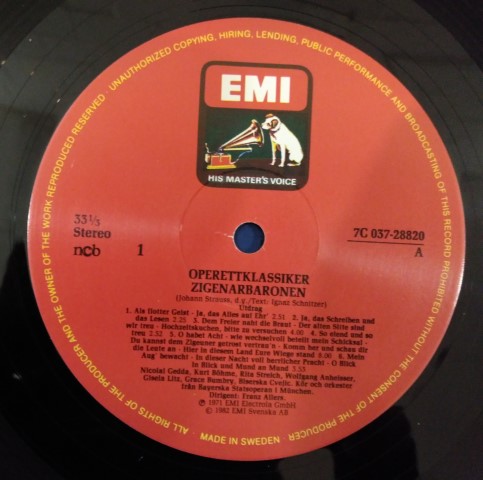 UNAUTHORIZED COPYING, HIRING, LENDING, PUBLIC PERFORMANCE AND BROADCASTING OF THIS RECORD PROHIBITED WITHOUT THE CONSENT OF THE PRODUCER
ALL RIGHTS OF THE PRODUCER AND THE OWNER OF THE WORK REPRODUCED RESERVED ·
EMI
HIS MASTER'S VOICE
33 1/3
Stereo
ncb
1
7C 037-28820
A
OPERETTKLASSIKER
ZIGENARBARONEN
(Johann Strauss, d.y./Text: Ignaz Schnitzer)
Utdrag
1. Als flotter Geist - Ja, das Alles auf Ehr' 2.51 2. Ja, das Schreiben und
das Lesen 2.25 3. Dem Freier naht die Braut - Der alten Sitte sind
wir treu - Hochzeitskuchen, bitte zu versuchen 4.00 4. So elend und so
treu 2.32 5. O habet Acht - wie wechselvoll beteilt mein Schicksal -
Du kannst dem Zigeuner getrost vertrau'n - Komm her und schau dir
die Leute an - Hier in diesem Land Eure Wiege stand 8.00 6. Mein
Aug' bewacht - In dieser Nacht voll herrlicher Pracht - O Blick
in Blick und Mund an Mund 5.53
Nicolai Gedda, Kurt Böhme, Rita Streich, Wolfgang Anheisser,
Gisela Litz, Grace Bumbry, Biserka Cvejic. Kör och orkester
från Bayerska Statsoperan i München.
Dirigent: Franz Allers.
℗ 1971 EMI Electrola GmbH
© 1982 EMI Svenska AB
MADE IN SWEDEN